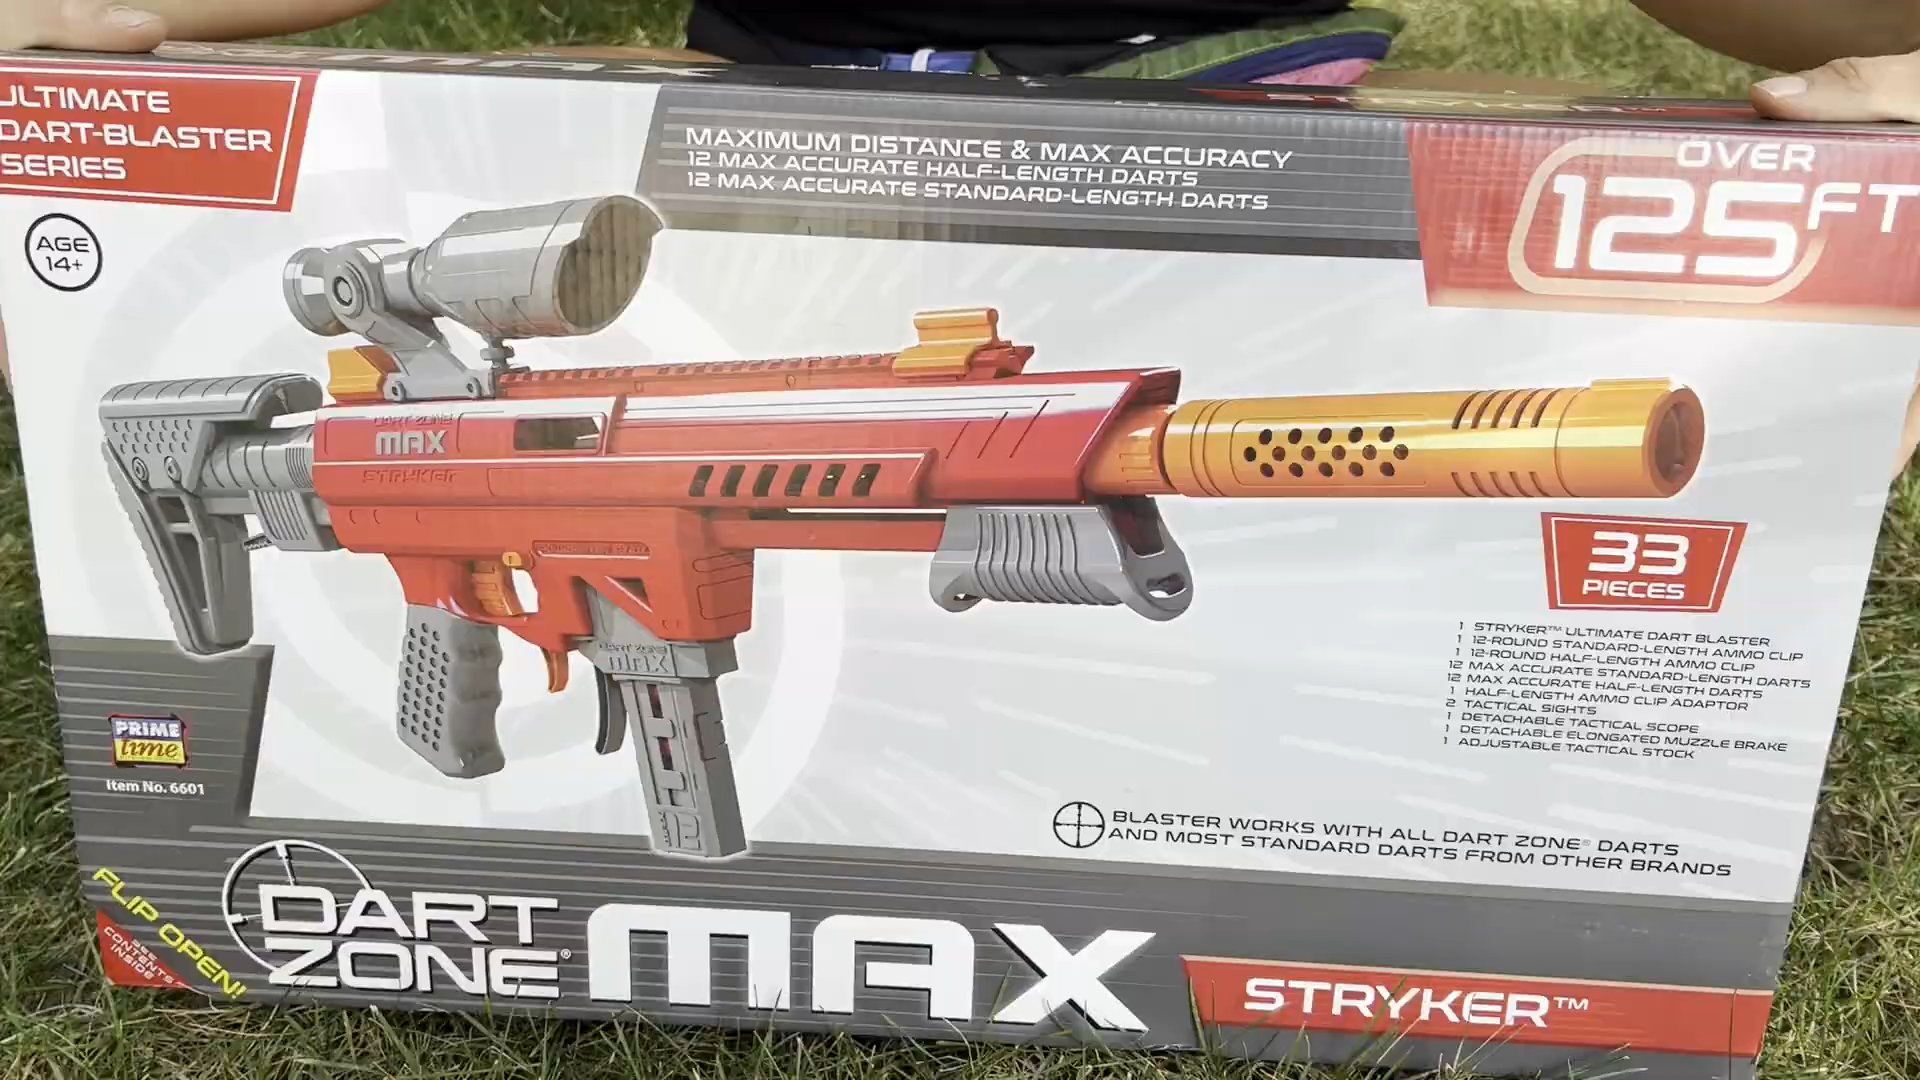 ULTIMATE
DART-BLASTER
SERIES
AGE
14+
MAXIMUM DISTANCE & MAX ACCURACY
12 MAX ACCURATE HALF-LENGTH DARTS
12 MAX ACCURATE STANDARD-LENGTH DARTS
OVER
125FT
DART ZONE
MAX
STRYKER
DART ZONE
MAX
12
33
PIECES
1 STRYKER™ ULTIMATE DART BLASTER
1 12-ROUND STANDARD-LENGTH AMMO CLIP
1 12-ROUND HALF-LENGTH AMMO CLIP
12 MAX ACCURATE STANDARD-LENGTH DARTS
12 MAX ACCURATE HALF-LENGTH DARTS
1 HALF-LENGTH AMMO CLIP ADAPTOR
2 TACTICAL SIGHTS
1 DETACHABLE TACTICAL SCOPE
1 DETACHABLE ELONGATED MUZZLE BRAKE
1 ADJUSTABLE TACTICAL STOCK
PRIME
time
Item No. 6601
BLASTER WORKS WITH ALL DART ZONE® DARTS
AND MOST STANDARD DARTS FROM OTHER BRANDS
FLIP OPEN!
SEE
CONTENTS
INSIDE
DART
ZONE®
MAX
STRYKER™